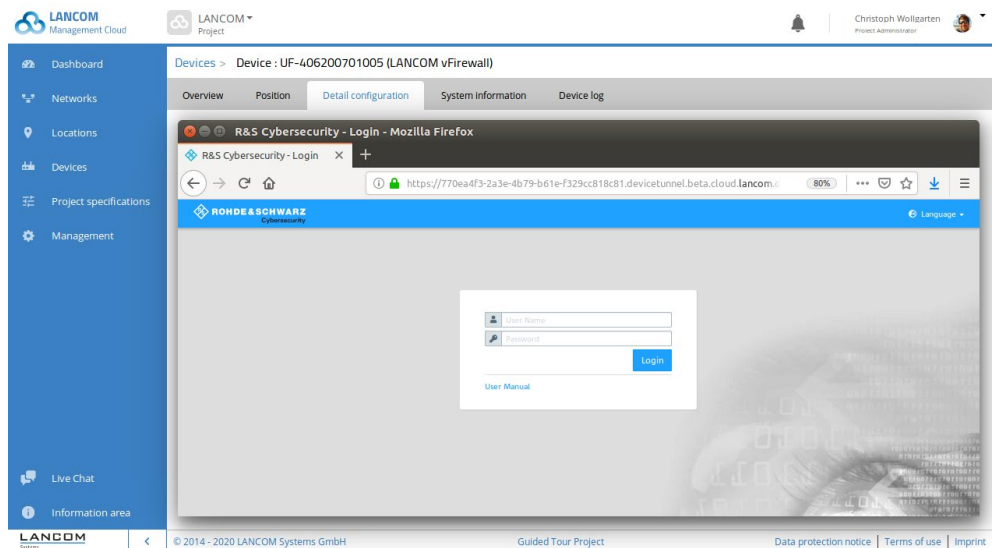 LANCOM
Management Cloud
LANCOM
Project
Christoph Wollgarten
Project Administrator
Dashboard
Networks
Locations
Devices
Project specifications
Management
Live Chat
Information area
LANCOM
Systems
Devices > Device : UF-406200701005 (LANCOM vFirewall)
Overview Position Detail configuration System information Device log
R&S Cybersecurity - Login - Mozilla Firefox
R&S Cybersecurity - Login
https://770ea4f3-2a3e-4b79-b61e-f329cc818c81.devicetunnel.beta.cloud.lancom.
80%
ROHDE&SCHWARZ
Cybersecurity
Language
User Name
Password
Login
User Manual
© 2014 - 2020 LANCOM Systems GmbH
Guided Tour Project
Data protection notice | Terms of use | Imprint